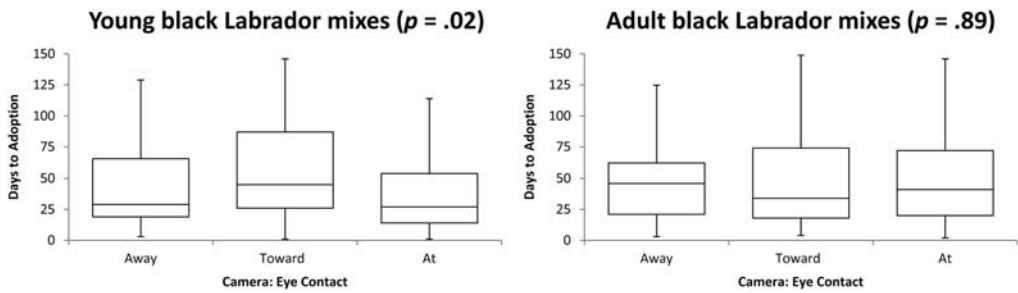 Young black Labrador mixes (p = .02)
Days to Adoption
150
125
100
75
50
25
0
Away Toward At
Camera: Eye Contact
Adult black Labrador mixes (p = .89)
Days to Adoption
150
125
100
75
50
25
0
Away Toward At
Camera: Eye Contact